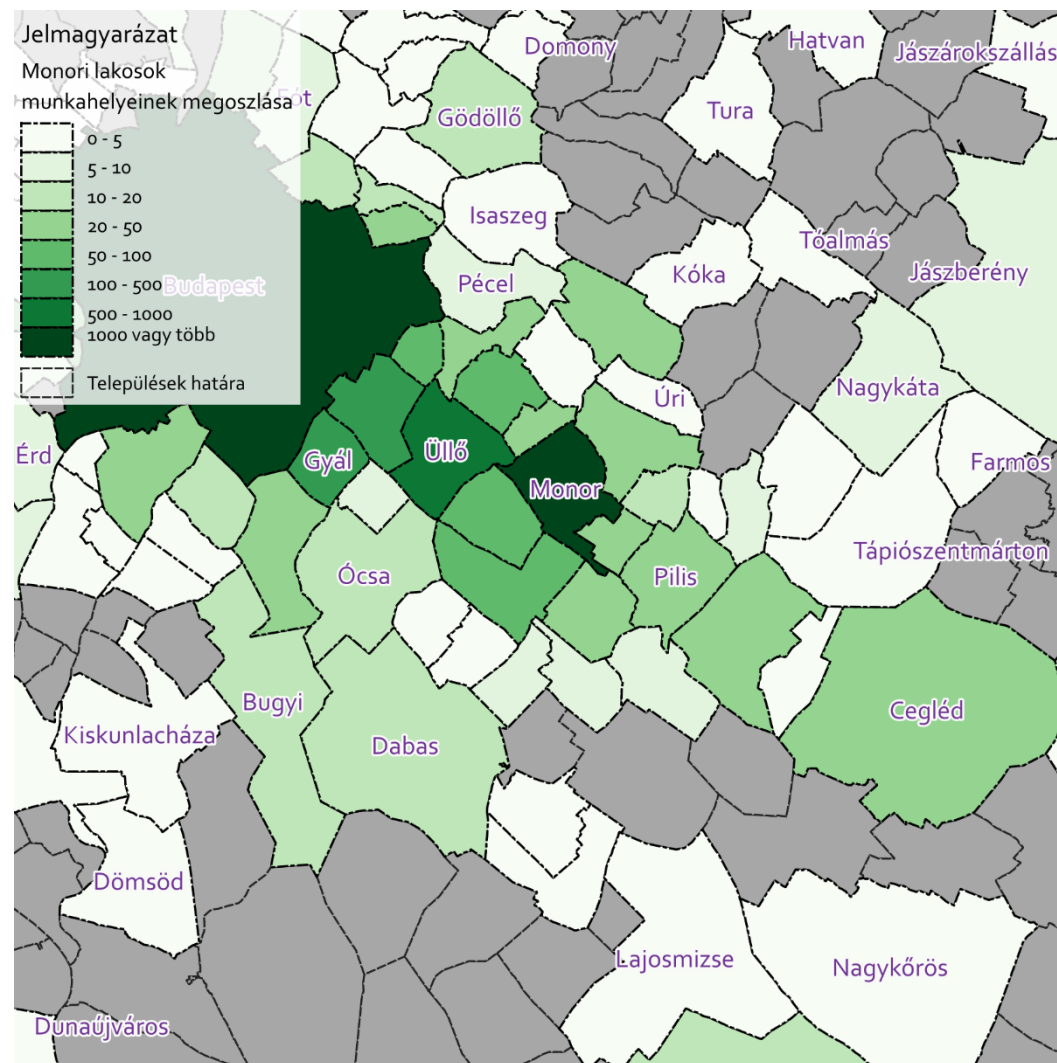 Jelmagyarázat
Monori lakosok
munkahelyeinek megoszlása
0 - 5
5 - 10
10 - 20
20 - 50
50 - 100
100 - 500
500 - 1000
1000 vagy több
Települések határa
Domony
Hatvan
Jászárokszállás
Fót
Gödöllő
Tura
Isaszeg
Tóalmás
Kóka
Jászberény
Pécel
Budapest
Nagykáta
Úri
Érd
Gyál
Üllő
Farmos
Monor
Tápiószentmárton
Ócsa
Pilis
Bugyi
Cegléd
Kiskunlacháza
Dabas
Dömsöd
Lajosmizse
Nagykőrös
Dunaújváros